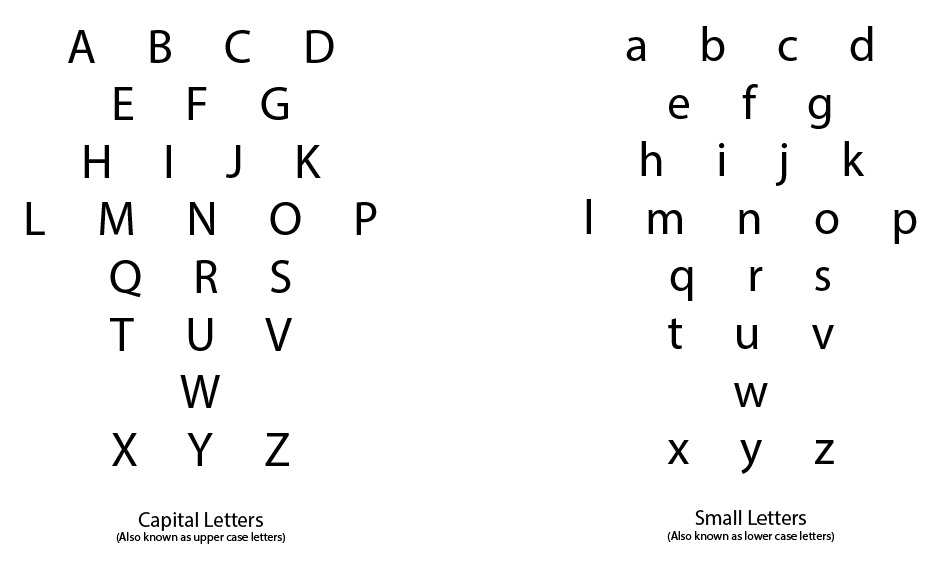 A B C D
E F G
H I J K
L M N O P
Q R S
T U V
W
X Y Z
Capital Letters
(Also known as upper case letters)
a b c d
e f g
h i j k
l m n o p
q r s
t u v
w
x y z
Small Letters
(Also known as lower case letters)